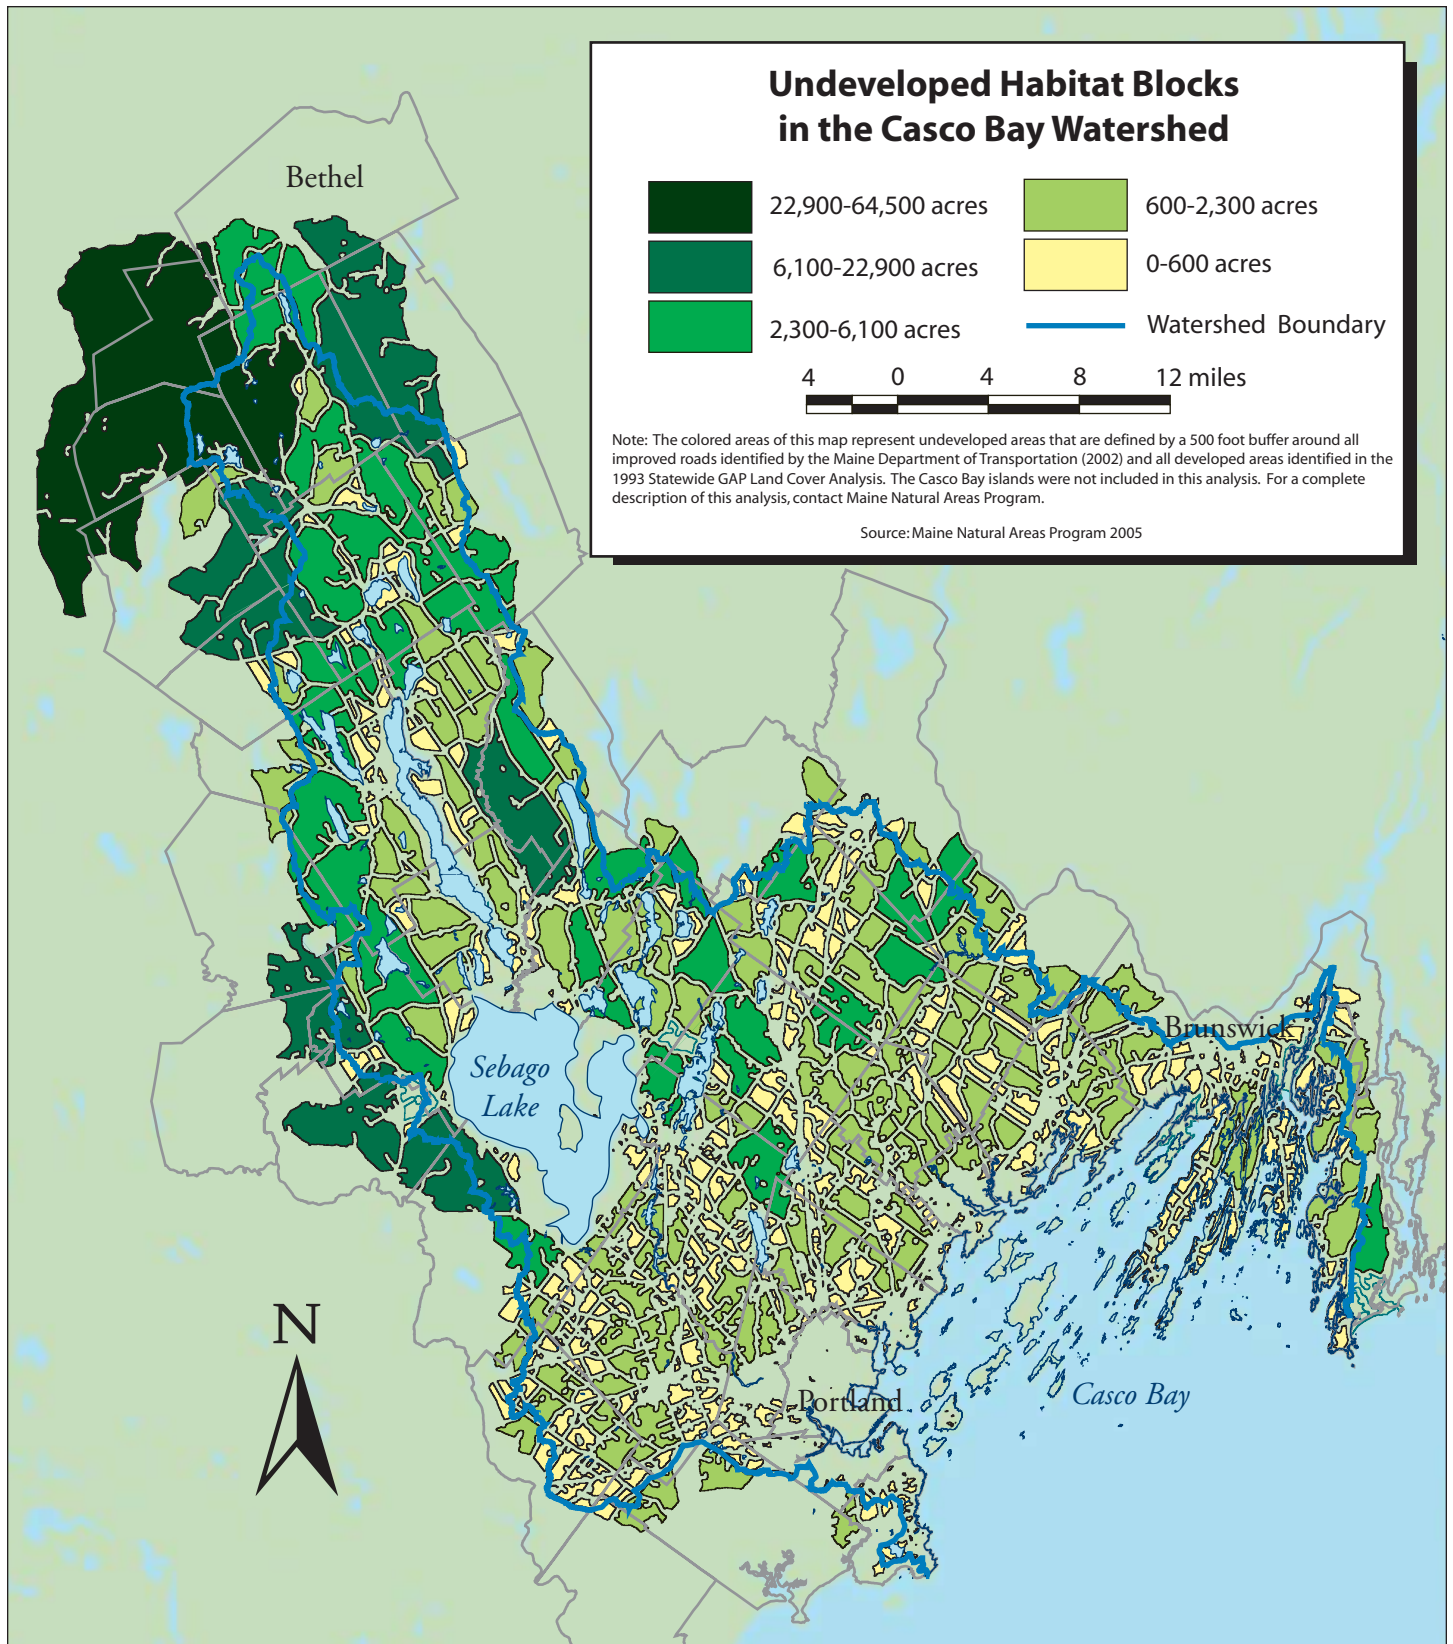 Undeveloped Habitat Blocks
in the Casco Bay Watershed
22,900-64,500 acres
6,100-22,900 acres
2,300-6,100 acres
600-2,300 acres
0-600 acres
Watershed Boundary
4 0 4 8 12 miles
Note: The colored areas of this map represent undeveloped areas that are defined by a 500 foot buffer around all
improved roads identified by the Maine Department of Transportation (2002) and all developed areas identified in the
1993 Statewide GAP Land Cover Analysis. The Casco Bay islands were not included in this analysis. For a complete
description of this analysis, contact Maine Natural Areas Program.
Source: Maine Natural Areas Program 2005
Bethel
Brunswick
Sebago
Lake
N
Portland
Casco Bay